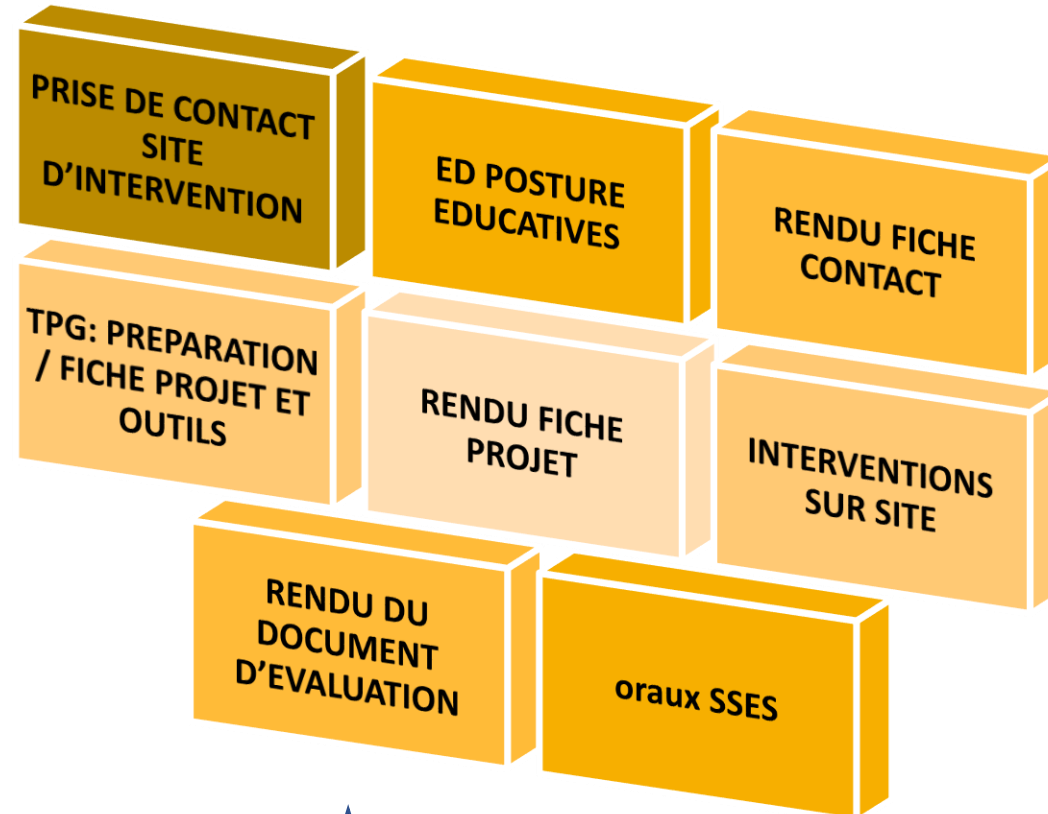 PRISE DE CONTACT
SITE
D'INTERVENTION
ED POSTURE
EDUCATIVES
RENDU FICHE
CONTACT
TPG: PREPARATION
/ FICHE PROJET ET
OUTILS
RENDU FICHE
PROJET
INTERVENTIONS
SUR SITE
RENDU DU
DOCUMENT
D'EVALUATION
oraux SSES